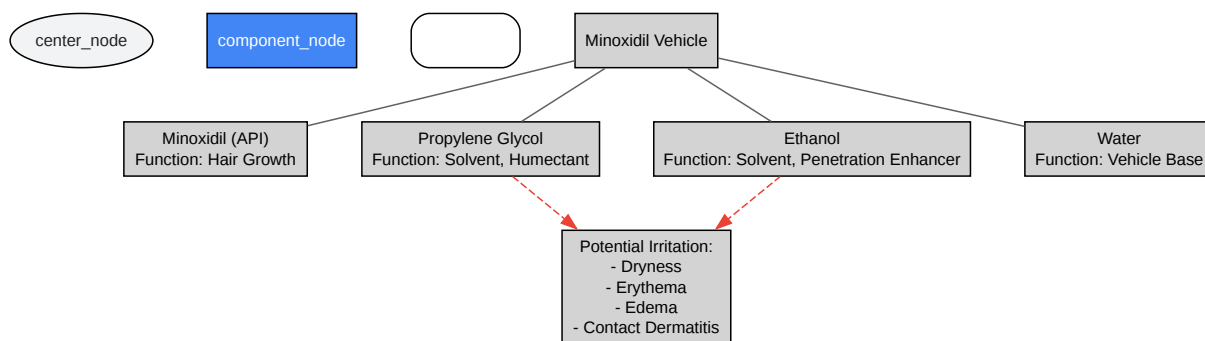 center_node
component_node
Minoxidil Vehicle
Minoxidil (API)
Function: Hair Growth
Propylene Glycol
Function: Solvent, Humectant
Ethanol
Function: Solvent, Penetration Enhancer
Water
Function: Vehicle Base
Potential Irritation:
- Dryness
- Erythema
- Edema
- Contact Dermatitis